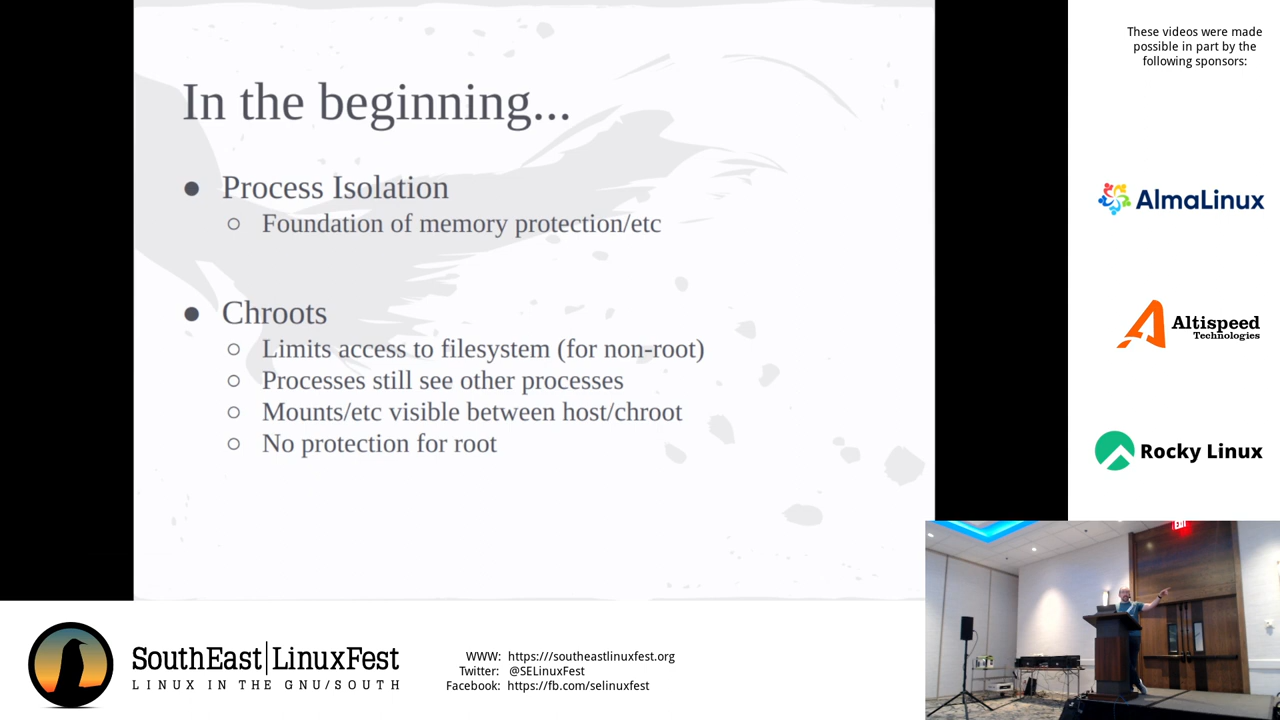 In the beginning...
● Process Isolation
○ Foundation of memory protection/etc
● Chroots
○ Limits access to filesystem (for non-root)
○ Processes still see other processes
○ Mounts/etc visible between host/chroot
○ No protection for root
These videos were made
possible in part by the
following sponsors:
AlmaLinux
Altispeed
Technologies
Rocky Linux
EXIT
SouthEast|LinuxFest
LINUX IN THE GNU/SOUTH
WWW: https:///southeastlinuxfest.org
Twitter: @SELinuxFest
Facebook: https://fb.com/selinuxfest